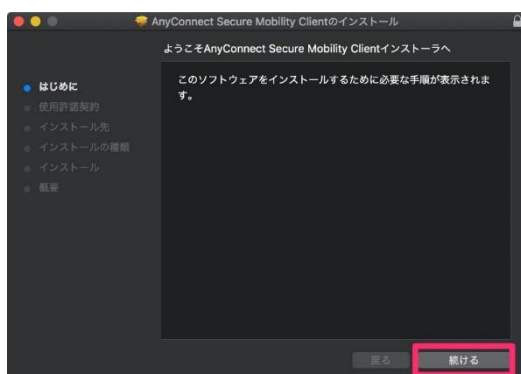 AnyConnect Secure Mobility Clientのインストール
ようこそAnyConnect Secure Mobility Clientインストーラへ
はじめに
使用許諾契約
インストール先
インストールの種類
インストール
概要
このソフトウェアをインストールするために必要な手順が表示されま
す。
戻る
続ける